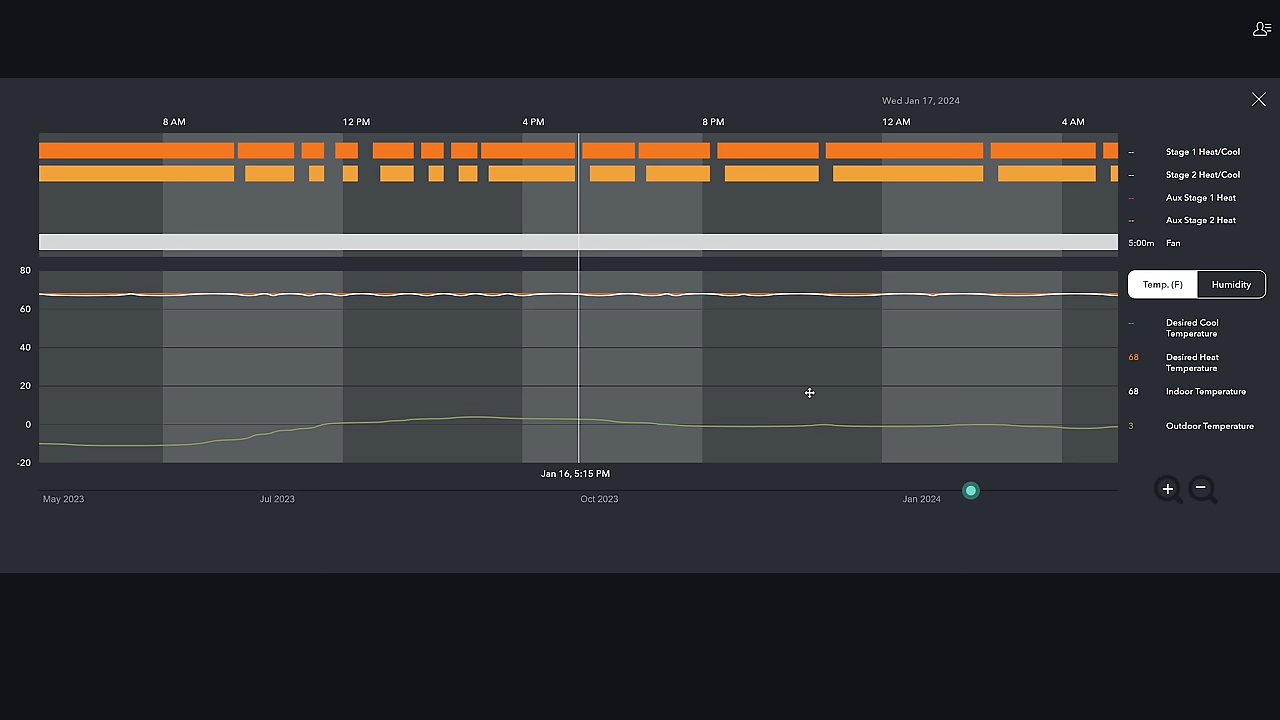 Wed Jan 17, 2024
8 AM 12 PM 4 PM 8 PM 12 AM 4 AM
-- Stage 1 Heat/Cool
-- Stage 2 Heat/Cool
-- Aux Stage 1 Heat
-- Aux Stage 2 Heat
5:00m Fan
80
60
40
20
0
-20
Temp. (F) Humidity
-- Desired Cool
Temperature
68 Desired Heat
Temperature
68 Indoor Temperature
3 Outdoor Temperature
Jan 16, 5:15 PM
May 2023 Jul 2023 Oct 2023 Jan 2024